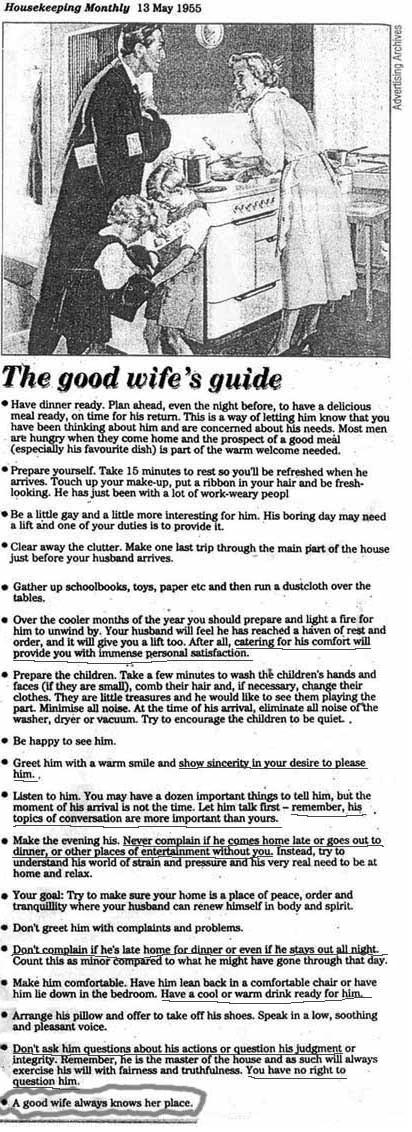 Housekeeping Monthly 13 May 1955
Advertising Archives
The good wife's guide
• Have dinner ready. Plan ahead, even the night before, to have a delicious
meal ready, on time for his return. This is a way of letting him know that you
have been thinking about him and are concerned about his needs. Most men
are hungry when they come home and the prospect of a good meal
(especially his favourite dish) is part of the warm welcome needed.
• Prepare yourself. Take 15 minutes to rest so you'll be refreshed when he
arrives. Touch up your make-up, put a ribbon in your hair and be fresh-
looking. He has just been with a lot of work-weary peopl
• Be a little gay and a little more interesting for him. His boring day may need
a lift and one of your duties is to provide it.
• Clear away the clutter. Make one last trip through the main part of the house
just before your husband arrives.
• Gather up schoolbooks, toys, paper etc and then run a dustcloth over the
tables.
• Over the cooler months of the year you should prepare and light a fire for
him to unwind by. Your husband will feel he has reached a haven of rest and
order, and it will give you a lift too. After all, catering for his comfort will
provide you with immense personal satisfaction.
• Prepare the children. Take a few minutes to wash the children's hands and
faces (if they are small), comb their hair and, if necessary, change their
clothes. They are little treasures and he would like to see them playing the
part. Minimise all noise. At the time of his arrival, eliminate all noise of the
washer, dryer or vacuum. Try to encourage the children to be quiet.
• Be happy to see him.
• Greet him with a warm smile and show sincerity in your desire to please
him.
• Listen to him. You may have a dozen important things to tell him, but the
moment of his arrival is not the time. Let him talk first – remember, his
topics of conversation are more important than yours.
• Make the evening his. Never complain if he comes home late or goes out to
dinner, or other places of entertainment without you. Instead, try to
understand his world of strain and pressure and his very real need to be at
home and relax.
• Your goal: Try to make sure your home is a place of peace, order and
tranquillity where your husband can renew himself in body and spirit.
• Don't greet him with complaints and problems.
• Don't complain if he's late home for dinner or even if he stays out all night.
Count this as minor compared to what he might have gone through that day.
• Make him comfortable. Have him lean back in a comfortable chair or have
him lie down in the bedroom. Have a cool or warm drink ready for him.
• Arrange his pillow and offer to take off his shoes. Speak in a low, soothing
and pleasant voice.
• Don't ask him questions about his actions or question his judgment or
integrity. Remember, he is the master of the house and as such will always
exercise his will with fairness and truthfulness. You have no right to
question him.
• A good wife always knows her place.